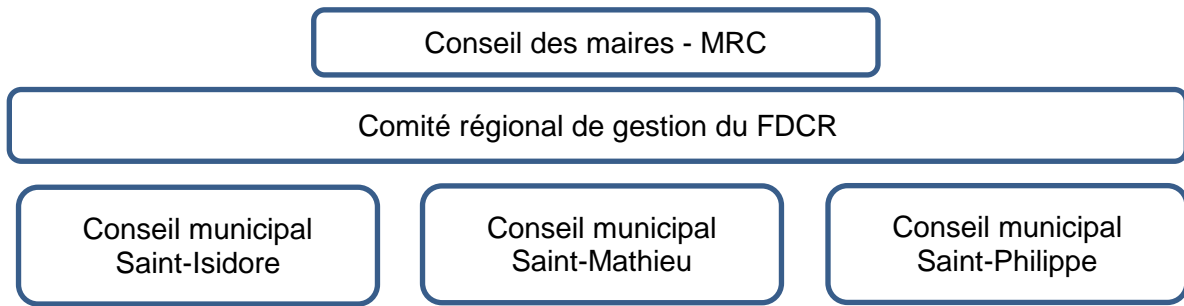 Conseil des maires - MRC
Comité régional de gestion du FDCR
Conseil municipal
Saint-Isidore
Conseil municipal
Saint-Mathieu
Conseil municipal
Saint-Philippe